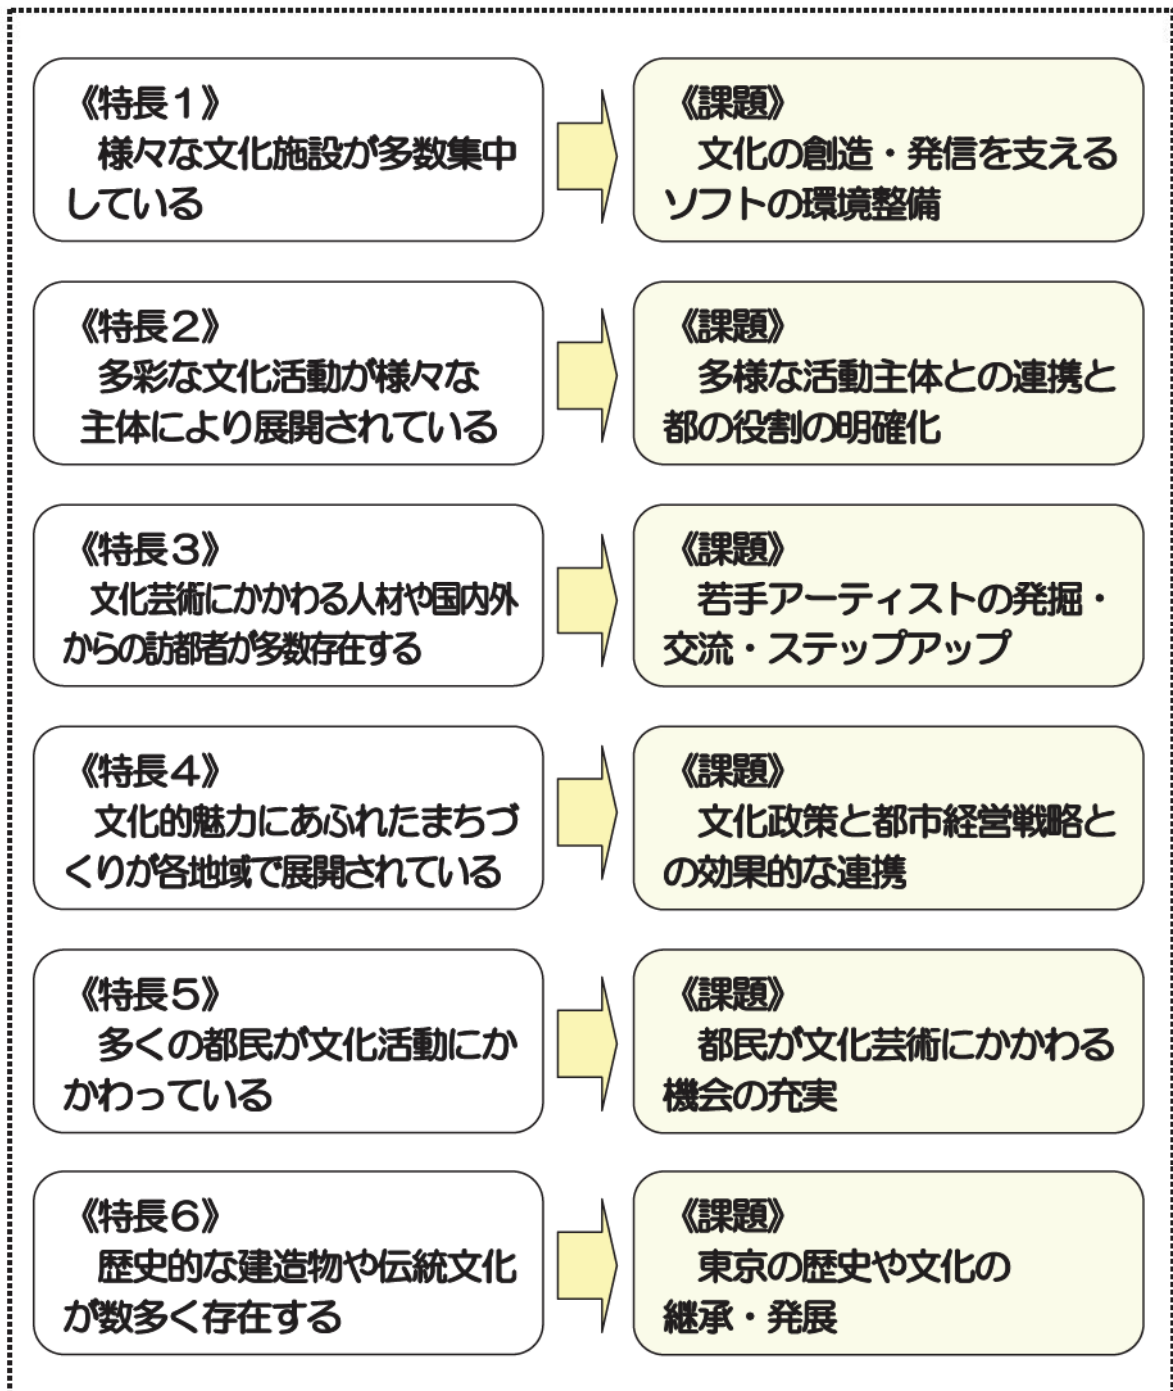 《特長１》
様々な文化施設が多数集中
している
《課題》
文化の創造・発信を支える
ソフトの環境整備
《特長２》
多彩な文化活動が様々な
主体により展開されている
《課題》
多様な活動主体との連携と
都の役割の明確化
《特長３》
文化芸術にかかわる人材や国内外
からの訪都者が多数存在する
《課題》
若手アーティストの発掘・
交流・ステップアップ
《特長４》
文化的魅力にあふれたまちづ
くりが各地域で展開されている
《課題》
文化政策と都市経営戦略と
の効果的な連携
《特長５》
多くの都民が文化活動にか
かわっている
《課題》
都民が文化芸術にかかわる
機会の充実
《特長６》
歴史的な建造物や伝統文化
が数多く存在する
《課題》
東京の歴史や文化の
継承・発展